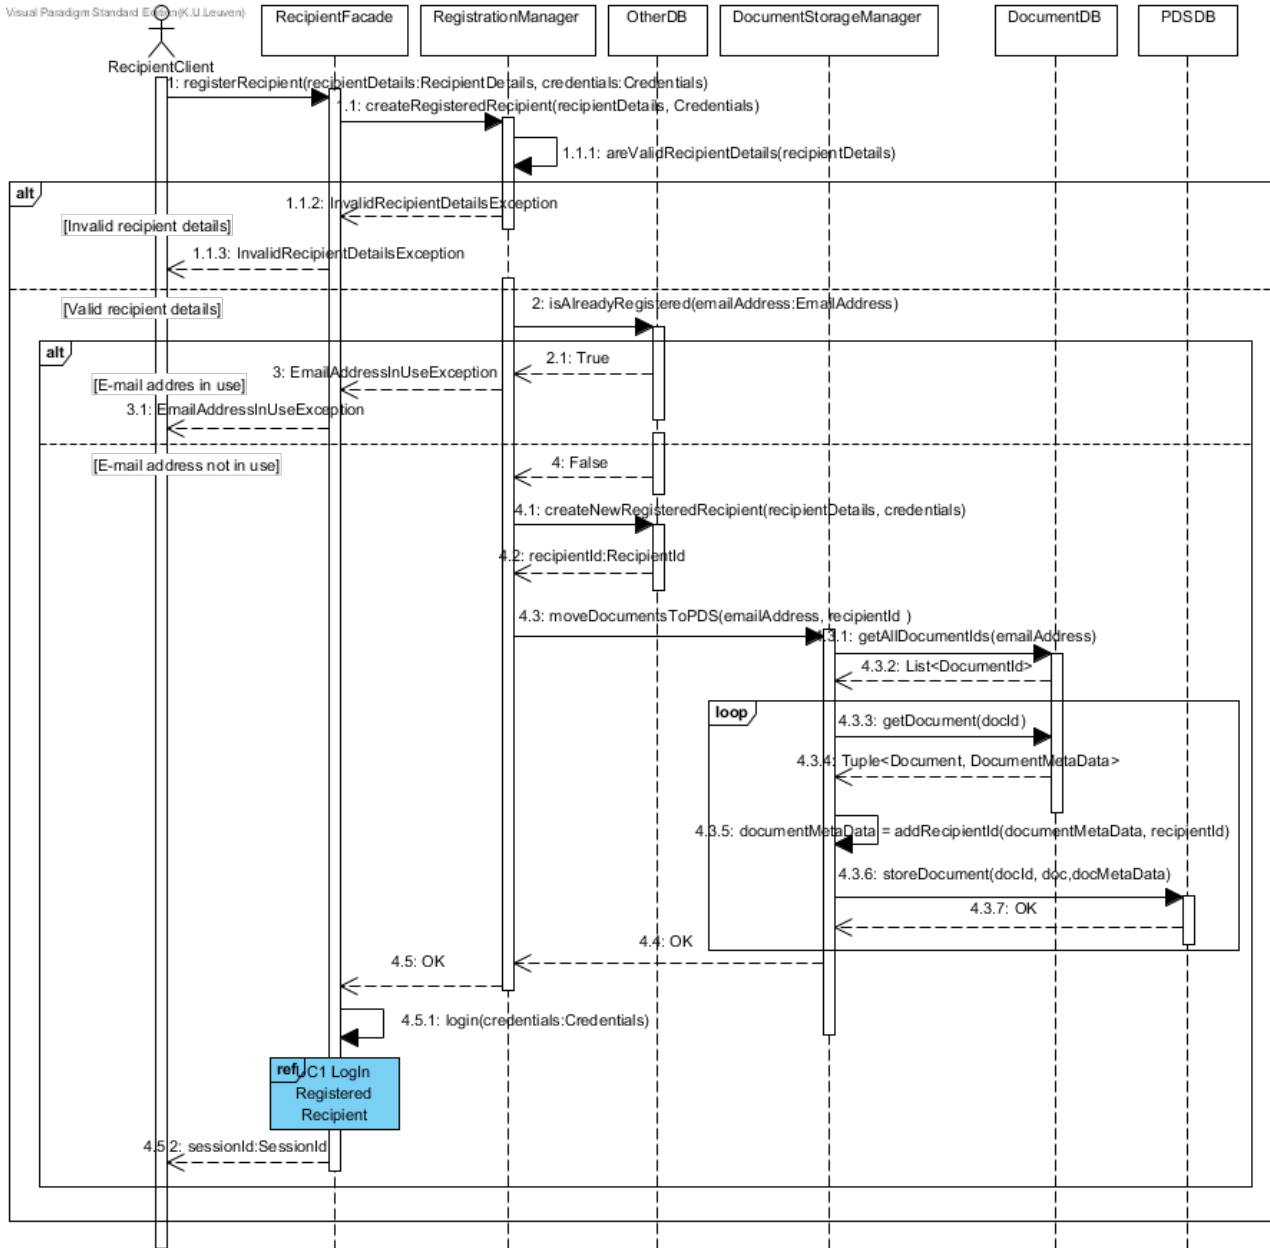 Visual Paradigm Standard Edition(K.U.Leuven)
RecipientClient
RecipientFacade
RegistrationManager
OtherDB
DocumentStorageManager
DocumentDB
PDSDB
1: registerRecipient(recipientDetails:RecipientDetails, credentials:Credentials)
1.1: createRegisteredRecipient(recipientDetails, Credentials)
1.1.1: areValidRecipientDetails(recipientDetails)
alt
1.1.2: InvalidRecipientDetailsException
[Invalid recipient details]
1.1.3: InvalidRecipientDetailsException
2: isAlreadyRegistered(emailAddress:EmailAddress)
[Valid recipient details]
alt
2.1: True
3: EmailAddressInUseException
[E-mail addres in use]
3.1: EmailAddressInUseException
[E-mail address not in use]
4: False
4.1: createNewRegisteredRecipient(recipientDetails, credentials)
4.2: recipientId:RecipientId
4.3: moveDocumentsToPDS(emailAddress, recipientId )
4.3.1: getAllDocumentIds(emailAddress)
4.3.2: List<DocumentId>
loop
4.3.3: getDocument(docId)
4.3.4: Tuple<Document, DocumentMetaData>
4.3.5: documentMetaData = addRecipientId(documentMetaData, recipientId)
4.3.6: storeDocument(docId, doc,docMetaData)
4.3.7: OK
4.4: OK
4.5: OK
4.5.1: login(credentials:Credentials)
ref
UC1 LogIn
Registered
Recipient
4.5.2: sessionId:SessionId